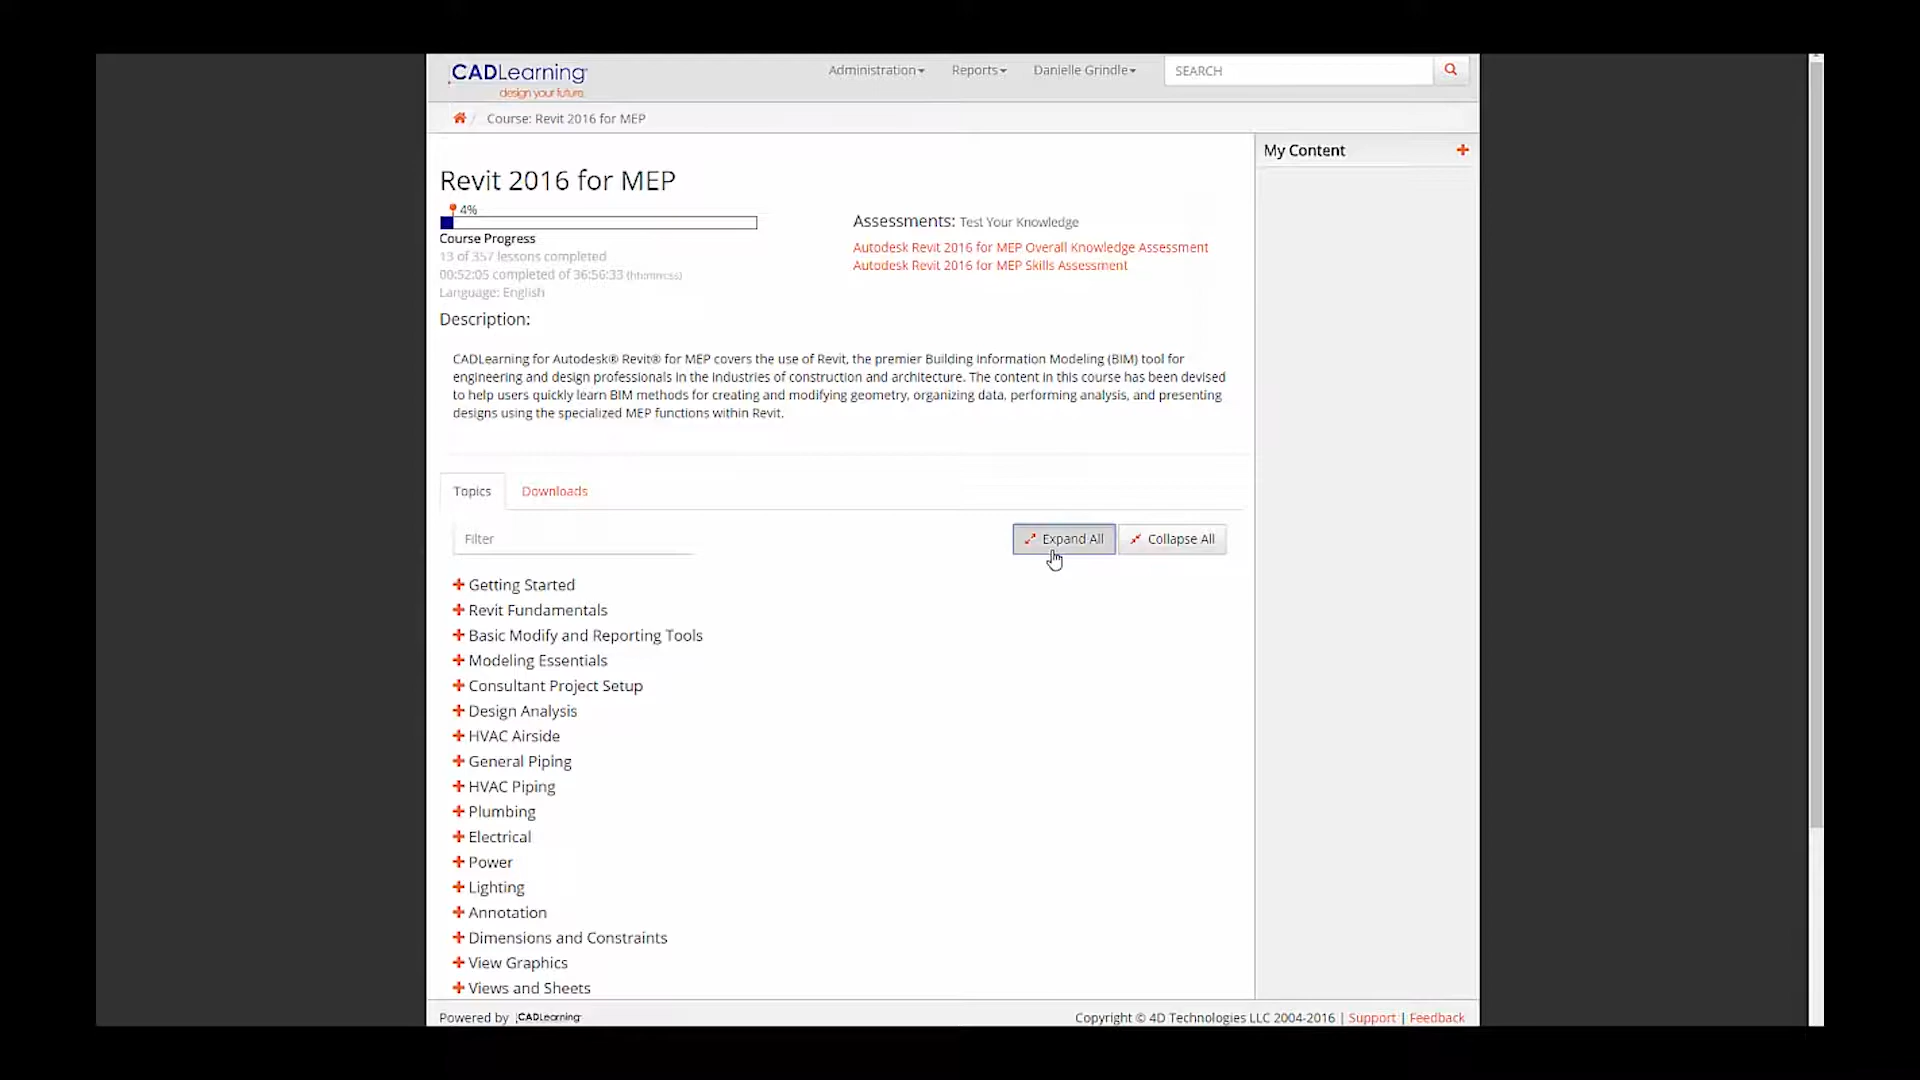 CADLearning
design your future.
Administration
Reports
Danielle Grindle
SEARCH
Course: Revit 2016 for MEP
My Content
Revit 2016 for MEP
4%
Course Progress
13 of 357 lessons completed
00:52:05 completed of 36:56:33 (hh:mm:ss)
Language: English
Assessments: Test Your Knowledge
Autodesk Revit 2016 for MEP Overall Knowledge Assessment
Autodesk Revit 2016 for MEP Skills Assessment
Description:
CADLearning for Autodesk® Revit® for MEP covers the use of Revit, the premier Building Information Modeling (BIM) tool for
engineering and design professionals in the industries of construction and architecture. The content in this course has been devised
to help users quickly learn BIM methods for creating and modifying geometry, organizing data, performing analysis, and presenting
designs using the specialized MEP functions within Revit.
Topics
Downloads
Filter
Expand All
Collapse All
Getting Started
Revit Fundamentals
Basic Modify and Reporting Tools
Modeling Essentials
Consultant Project Setup
Design Analysis
HVAC Airside
General Piping
HVAC Piping
Plumbing
Electrical
Power
Lighting
Annotation
Dimensions and Constraints
View Graphics
Views and Sheets
Powered by CADLearning
Copyright © 4D Technologies LLC 2004-2016 | Support | Feedback